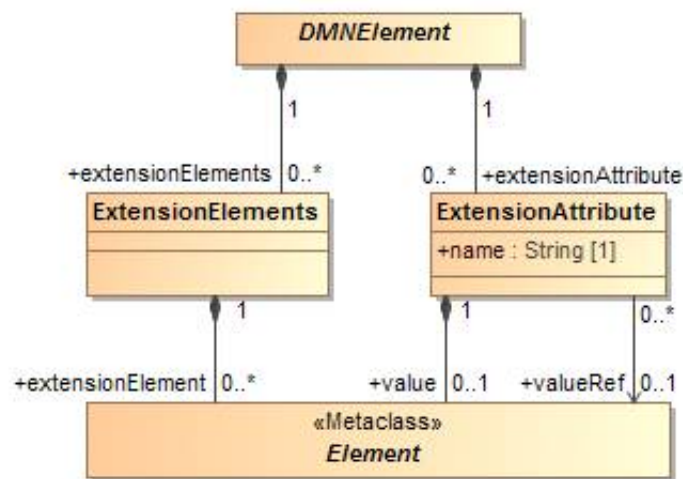 DMNElement
1
1
+extensionElements 0..*
0..* +extensionAttribute
ExtensionElements
ExtensionAttribute
+name : String [1]
1
1
0..*
+extensionElement 0..*
+value 0..1
+valueRef 0..1
«Metaclass»
Element